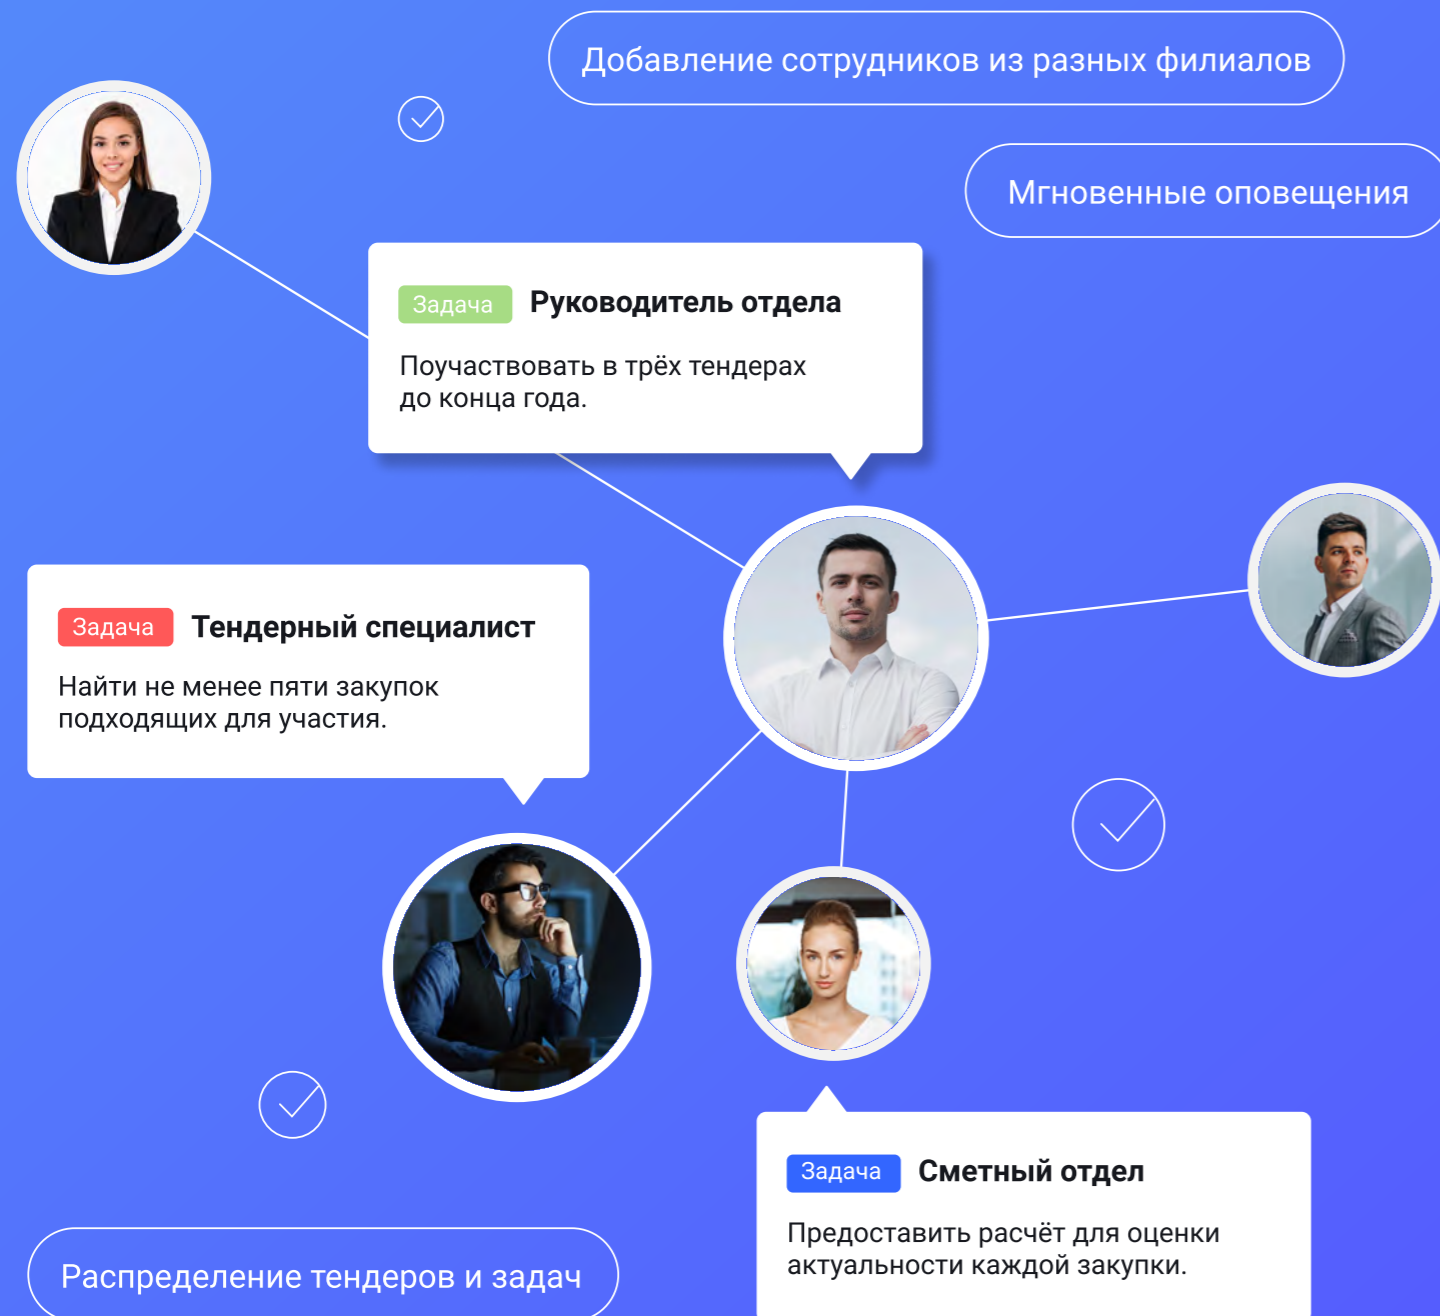 Добавление сотрудников из разных филиалов
Мгновенные оповещения
Задача Руководитель отдела
Поучаствовать в трёх тендерах
до конца года.
Задача Тендерный специалист
Найти не менее пяти закупок
подходящих для участия.
Задача Сметный отдел
Предоставить расчёт для оценки
актуальности каждой закупки.
Распределение тендеров и задач